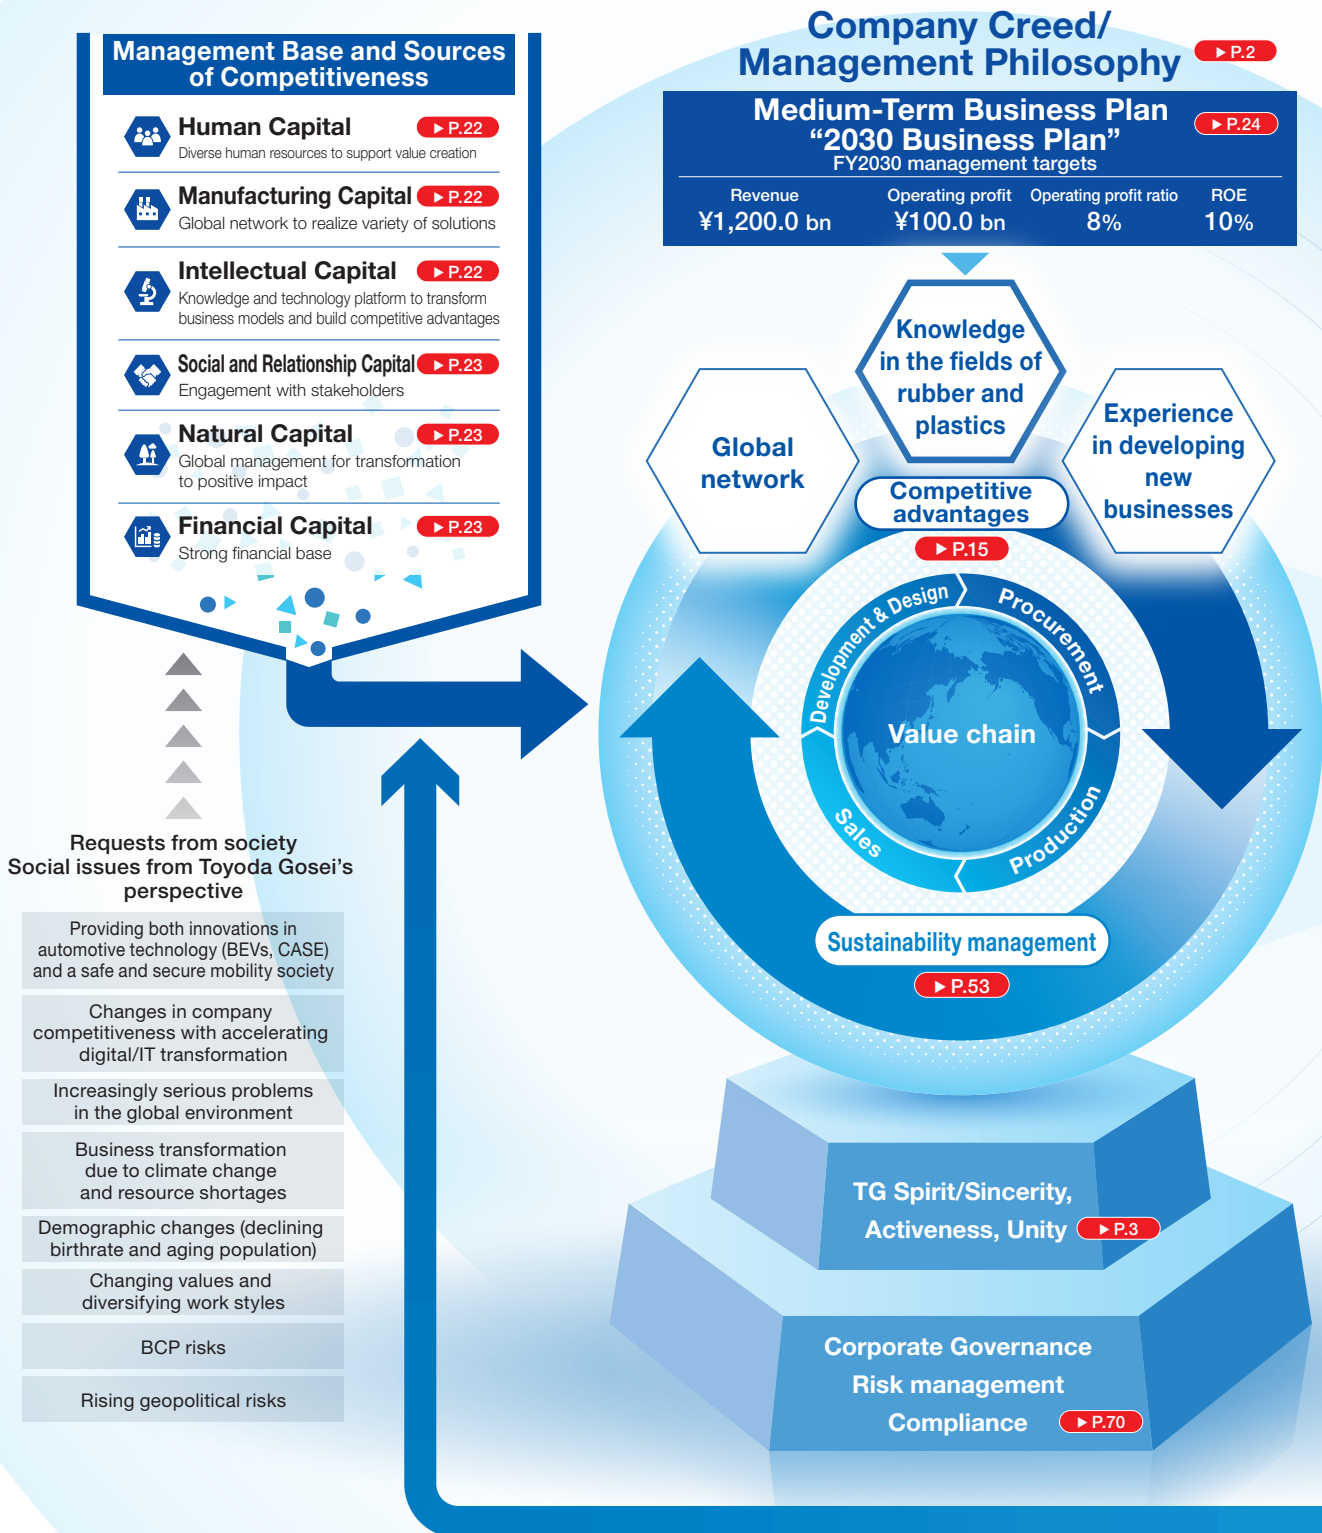 Management Base and Sources
of Competitiveness
Human Capital
▶ P.22
Diverse human resources to support value creation
Manufacturing Capital
▶ P.22
Global network to realize variety of solutions
Intellectual Capital
▶ P.22
Knowledge and technology platform to transform
business models and build competitive advantages
Social and Relationship Capital
▶ P.23
Engagement with stakeholders
Natural Capital
▶ P.23
Global management for transformation
to positive impact
Financial Capital
▶ P.23
Strong financial base
Requests from society
Social issues from Toyoda Gosei's
perspective
Providing both innovations in
automotive technology (BEVs, CASE)
and a safe and secure mobility society
Changes in company
competitiveness with accelerating
digital/IT transformation
Increasingly serious problems
in the global environment
Business transformation
due to climate change
and resource shortages
Demographic changes (declining
birthrate and aging population)
Changing values and
diversifying work styles
BCP risks
Rising geopolitical risks
Company Creed/
Management Philosophy
▶ P.2
Medium-Term Business Plan
“2030 Business Plan”
▶ P.24
FY2030 management targets
Revenue
¥1,200.0 bn
Operating profit
¥100.0 bn
Operating profit ratio
8%
ROE
10%
Global
network
Knowledge
in the fields of
rubber and
plastics
Experience
in developing
new
businesses
Competitive
advantages
▶ P.15
Development & Design
Procurement
Production
Sales
Value chain
Sustainability management
▶ P.53
TG Spirit/Sincerity,
Activeness, Unity
▶ P.3
Corporate Governance
Risk management
Compliance
▶ P.70